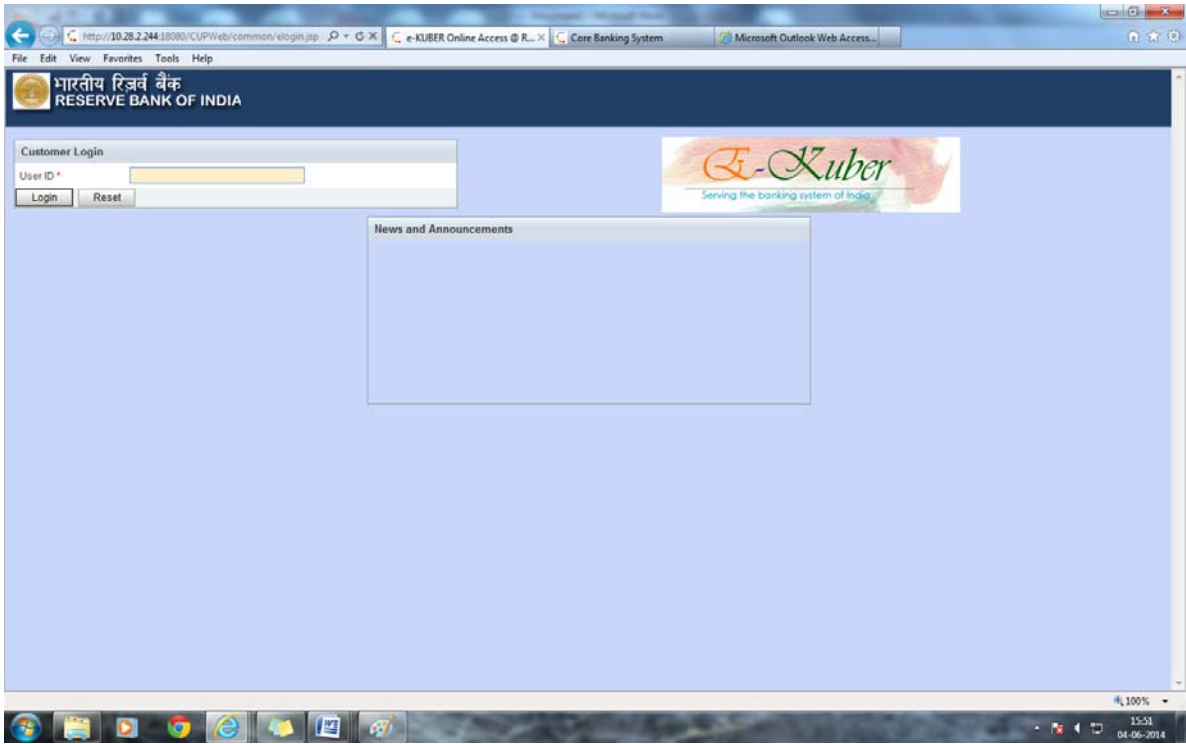 http://10.28.2.244:18080/CUPWeb/common/elogin.jsp
e-KUBER Online Access @ R...
Core Banking System
Microsoft Outlook Web Access...
File Edit View Favorites Tools Help
भारतीय रिज़र्व बैंक
RESERVE BANK OF INDIA
Customer Login
User ID *
Login Reset
E-Kuber
Serving the banking system of India
News and Announcements
100%
15:51
04-06-2014